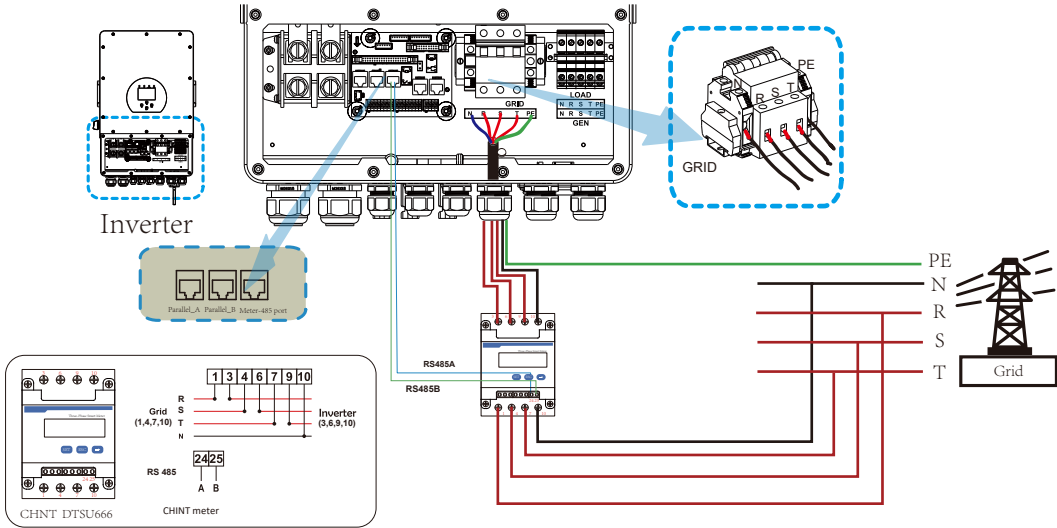 LOAD
N R S T PE
N R S T PE
GEN
GRID
N R S T PE
N
R S T
PE
GRID
Inverter
Parallel_A Parallel_B Meter-485 port
PE
N
R
S
T
Grid
RS485A
RS485B
1 3 4 6 7 9 10
R
S
T
N
Grid
(1,4,7,10)
Inverter
(3,6,9,10)
24 25
RS 485
A B
CHINT meter
CHNT DTSU666